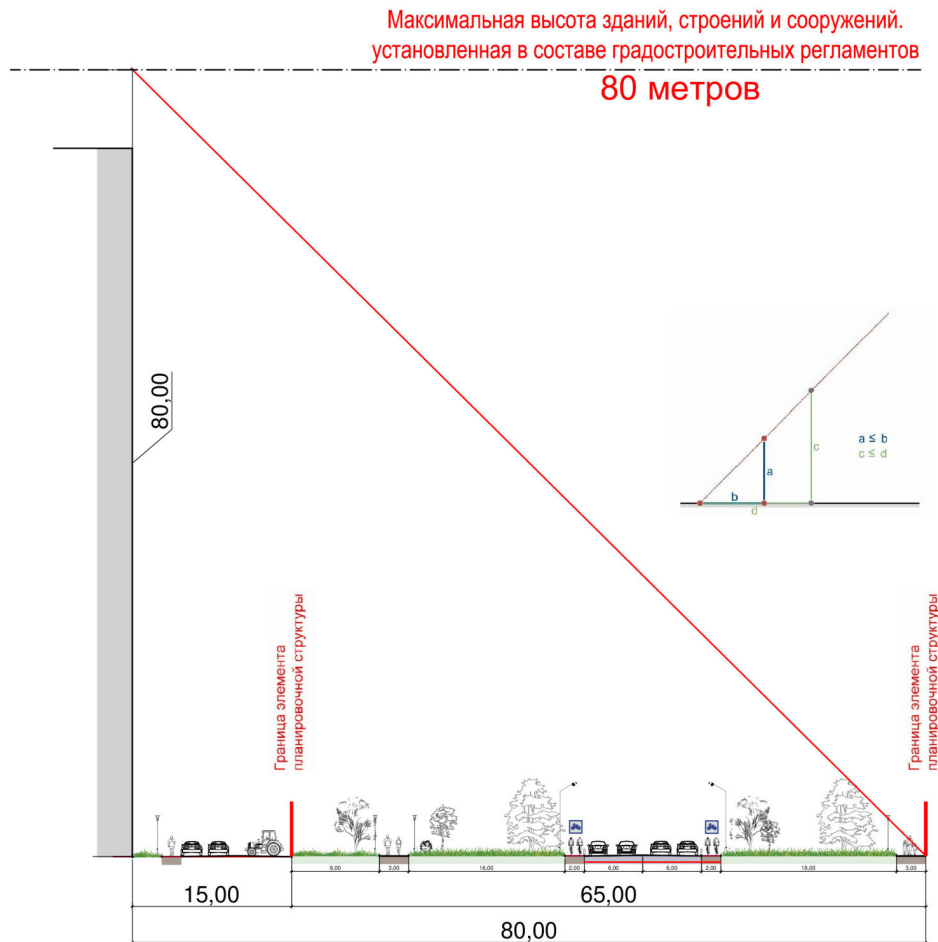 Максимальная высота зданий, строений и сооружений.
установленная в составе градостроительных регламентов
80 метров
80,00
a ≤ b
c ≤ d
a
b
c
d
Граница элемента
планировочной структуры
Граница элемента
планировочной структуры
9,00
3,00
16,00
2,00
6,00
6,00
2,00
18,00
3,00
15,00
65,00
80,00